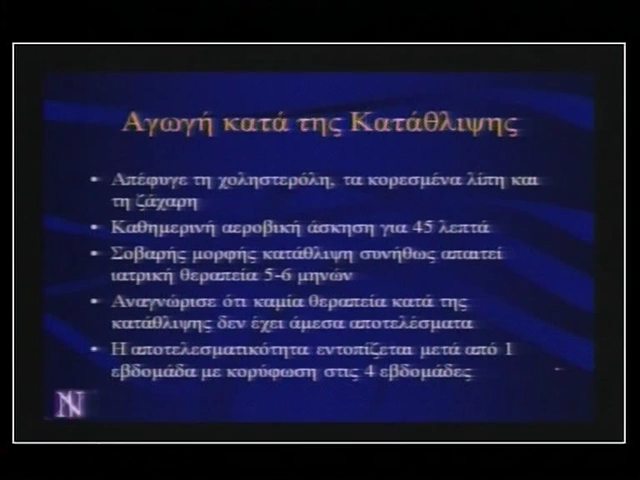 Αγωγή κατά της Κατάθλιψης
• Απέφυγε τη χοληστερόλη, τα κορεσμένα λίπη και
τη ζάχαρη
• Καθημερινή αεροβική άσκηση για 45 λεπτά
• Σοβαρής μορφής κατάθλιψη συνήθως απαιτεί
ιατρική θεραπεία 5-6 μηνών
• Αναγνώρισε ότι καμία θεραπεία κατά της
κατάθλιψης δεν έχει άμεσα αποτελέσματα
• Η αποτελεσματικότητα εντοπίζεται μετά από 1
εβδομάδα με κορύφωση στις 4 εβδομάδες
N